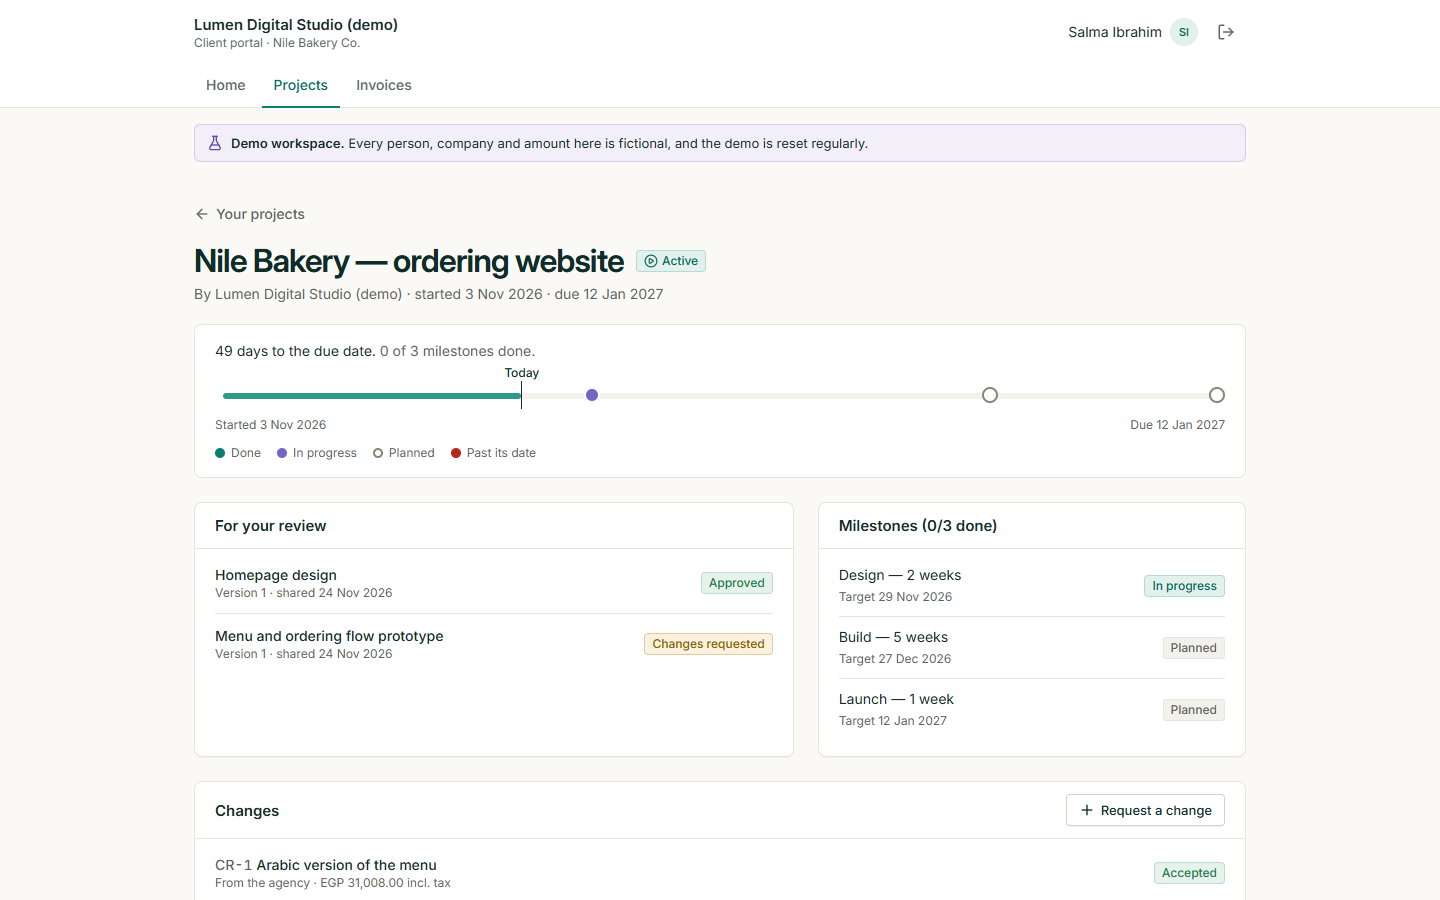 Lumen Digital Studio (demo)
Client portal · Nile Bakery Co.
Salma Ibrahim
SI
Home
Projects
Invoices
Demo workspace. Every person, company and amount here is fictional, and the demo is reset regularly.
Your projects
Nile Bakery — ordering website
Active
By Lumen Digital Studio (demo) · started 3 Nov 2026 · due 12 Jan 2027
49 days to the due date. 0 of 3 milestones done.
Today
Started 3 Nov 2026
Due 12 Jan 2027
Done
In progress
Planned
Past its date
For your review
Homepage design
Version 1 · shared 24 Nov 2026
Approved
Menu and ordering flow prototype
Version 1 · shared 24 Nov 2026
Changes requested
Milestones (0/3 done)
Design — 2 weeks
Target 29 Nov 2026
In progress
Build — 5 weeks
Target 27 Dec 2026
Planned
Launch — 1 week
Target 12 Jan 2027
Planned
Changes
Request a change
CR-1 Arabic version of the menu
From the agency · EGP 31,008.00 incl. tax
Accepted